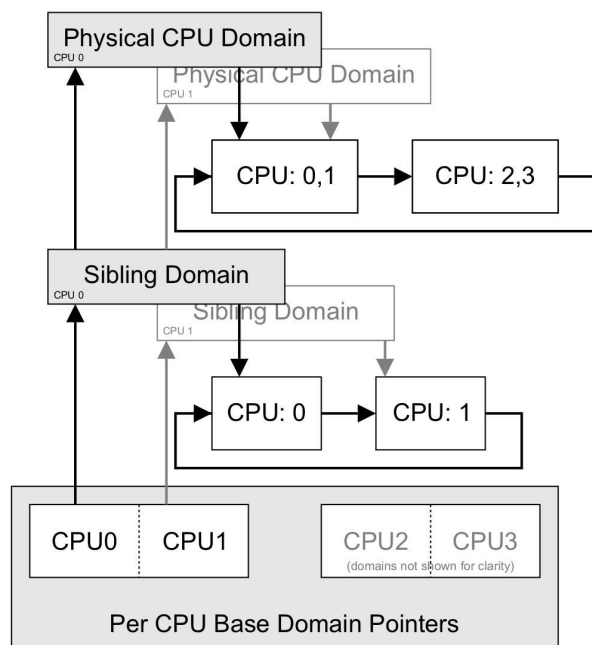 Physical CPU Domain
CPU 0
Physical CPU Domain
CPU 1
CPU: 0,1
CPU: 2,3
Sibling Domain
CPU 0
Sibling Domain
CPU 1
CPU: 0
CPU: 1
CPU0
CPU1
CPU2
CPU3
(domains not shown for clarity)
Per CPU Base Domain Pointers